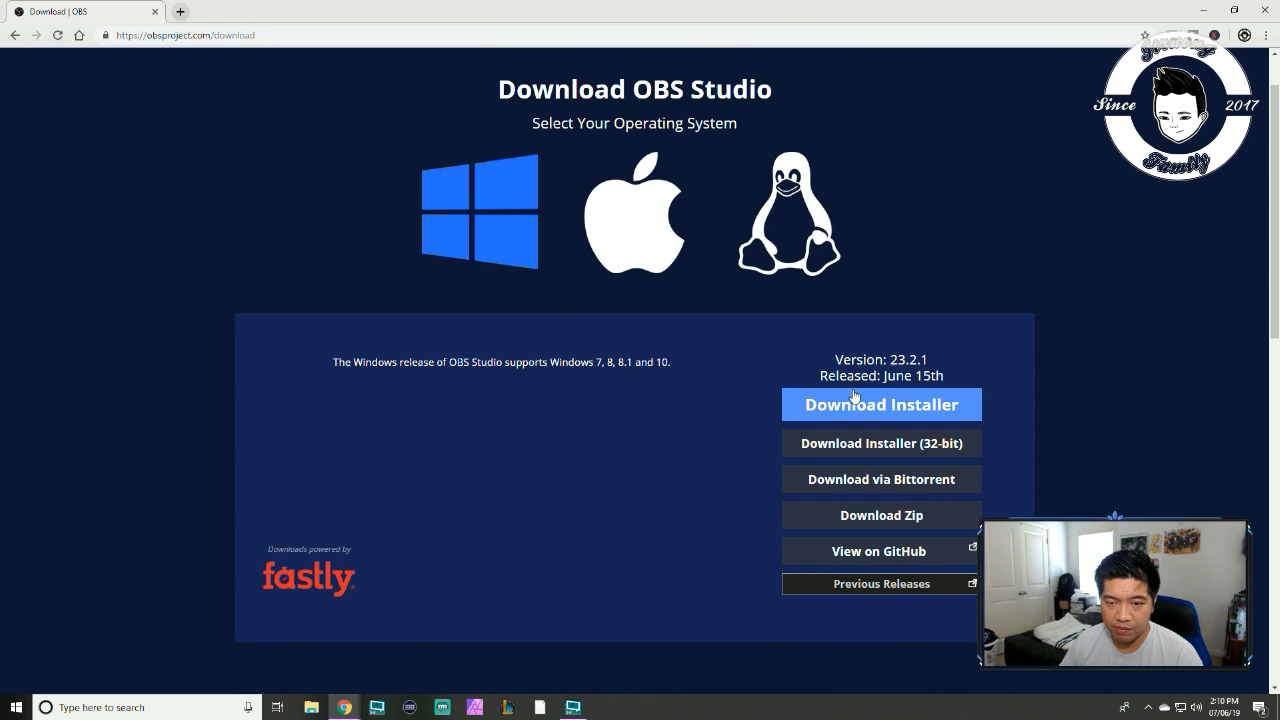 Download | OBS
https://obsproject.com/download
Download OBS Studio
Select Your Operating System
Since
2017
Family
The Windows release of OBS Studio supports Windows 7, 8, 8.1 and 10.
Version: 23.2.1
Released: June 15th
Download Installer
Download Installer (32-bit)
Download via Bittorrent
Download Zip
View on GitHub
Previous Releases
Downloads powered by
fastly
Type here to search
2:10 PM
07/06/19
2